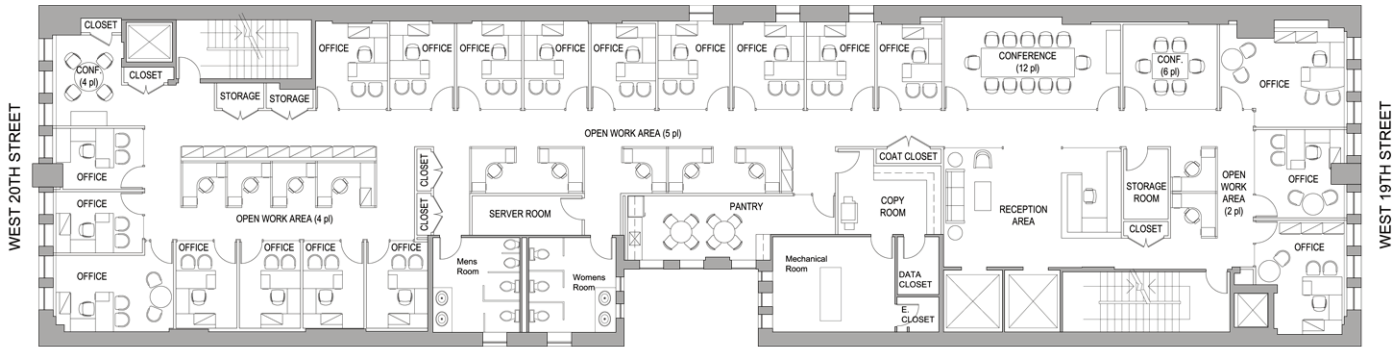 CLOSET
OFFICE
OFFICE
OFFICE
OFFICE
OFFICE
OFFICE
OFFICE
OFFICE
OFFICE
CONFERENCE
(12 pl)
CONF.
(6 pl)
OFFICE
CONF.
(4 pl)
CLOSET
STORAGE
STORAGE
WEST 20TH STREET
WEST 19TH STREET
OPEN WORK AREA (5 pl)
OFFICE
CLOSET
COAT CLOSET
OFFICE
OFFICE
OPEN WORK AREA (4 pl)
CLOSET
SERVER ROOM
PANTRY
COPY
ROOM
RECEPTION
AREA
STORAGE
ROOM
CLOSET
OPEN
WORK
AREA
(2 pl)
OFFICE
OFFICE
OFFICE
OFFICE
OFFICE
OFFICE
Mens
Room
Womens
Room
Mechanical
Room
DATA
CLOSET
E.
CLOSET